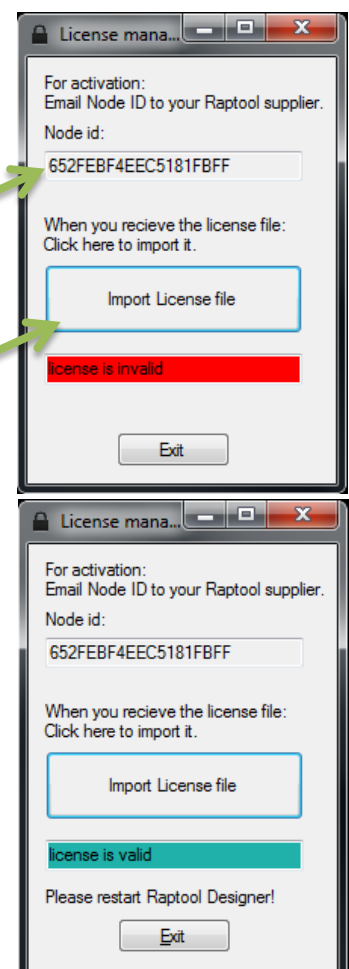 License mana...
For activation:
Email Node ID to your Raptool supplier.
Node id:
652FEBF4EEC5181FBFF
When you recieve the license file:
Click here to import it.
Import License file
license is invalid
Exit
License mana...
For activation:
Email Node ID to your Raptool supplier.
Node id:
652FEBF4EEC5181FBFF
When you recieve the license file:
Click here to import it.
Import License file
license is valid
Please restart Raptool Designer!
Exit